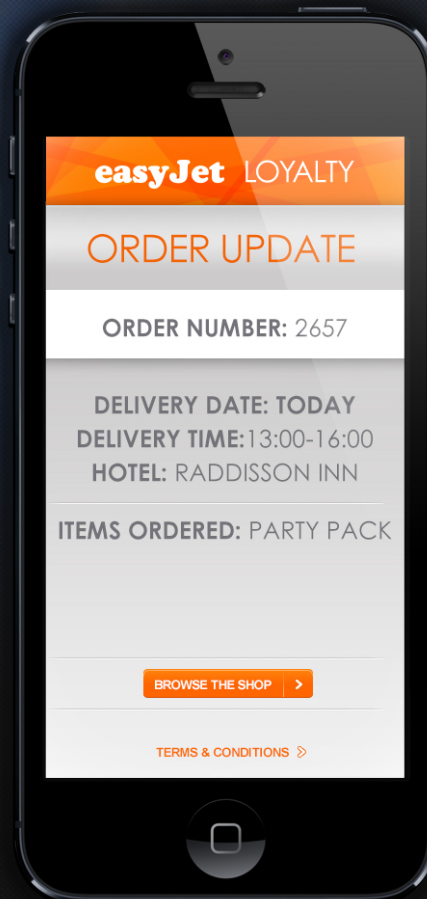 easyJet LOYALTY
ORDER UPDATE
ORDER NUMBER: 2657
DELIVERY DATE: TODAY
DELIVERY TIME:13:00-16:00
HOTEL: RADDISSON INN
ITEMS ORDERED: PARTY PACK
BROWSE THE SHOP
TERMS & CONDITIONS